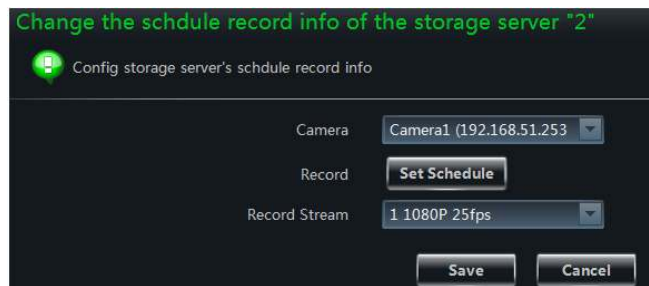 Change the schdule record info of the storage server "2"
Config storage server's schdule record info
Camera Camera1 (192.168.51.253
Record Set Schedule
Record Stream 1 1080P 25fps
Save Cancel